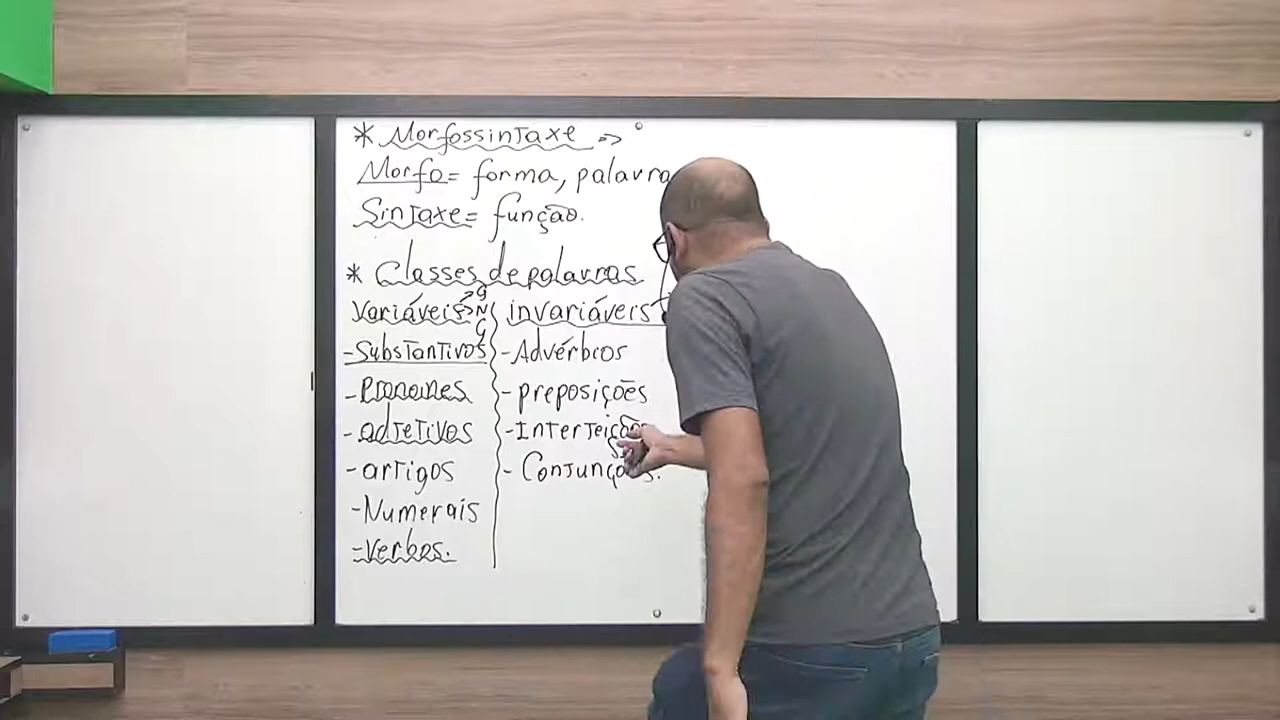 * Morfossintaxe =>
Morfo = forma, palavra
Sintaxe = função.
* Classes de palavras
Variáveis => G N G
invariáveis
- Substantivos
- Pronomes
- adjetivos
- artigos
- Numerais
- Verbos.
- Advérbios
- preposições
- Interjeições
- Conjunções.